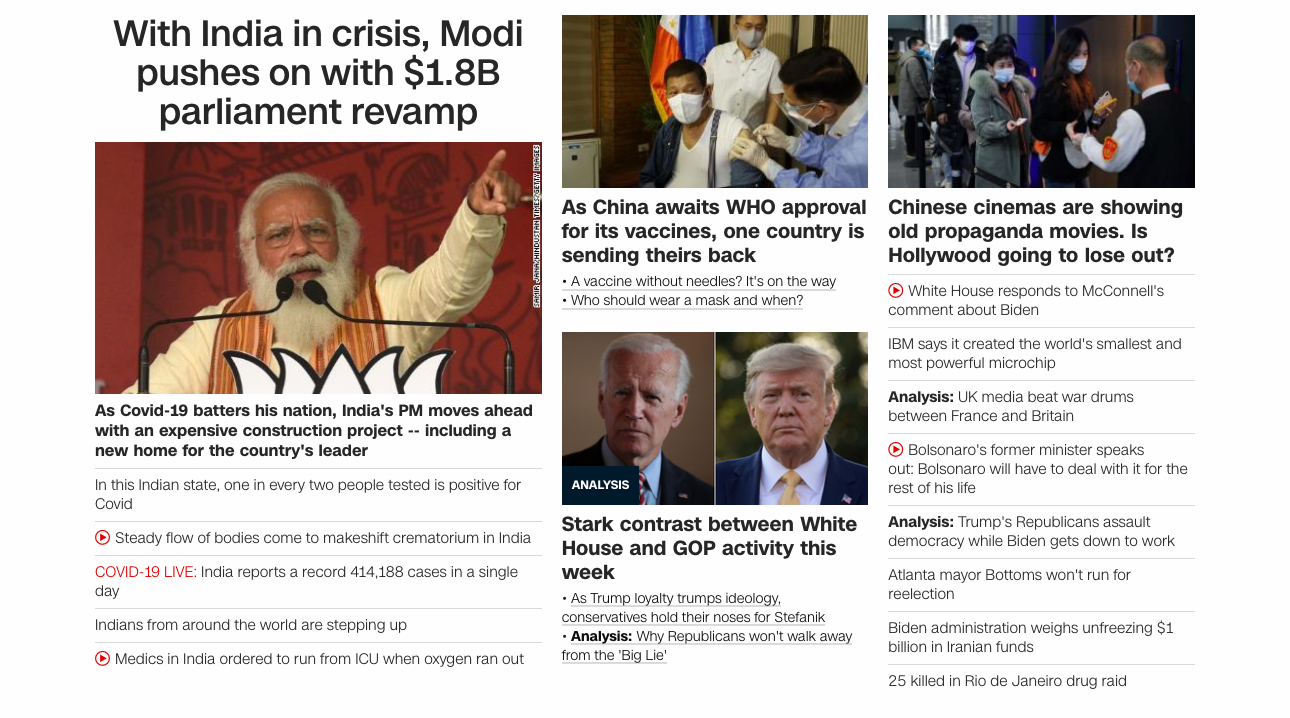 With India in crisis, Modi
pushes on with $1.8B
parliament revamp
SAMIR JANA/HINDUSTAN TIMES/GETTY IMAGES
As Covid-19 batters his nation, India's PM moves ahead
with an expensive construction project -- including a
new home for the country's leader
In this Indian state, one in every two people tested is positive for
Covid
Steady flow of bodies come to makeshift crematorium in India
COVID-19 LIVE: India reports a record 414,188 cases in a single
day
Indians from around the world are stepping up
Medics in India ordered to run from ICU when oxygen ran out
As China awaits WHO approval
for its vaccines, one country is
sending theirs back
• A vaccine without needles? It's on the way
• Who should wear a mask and when?
ANALYSIS
Stark contrast between White
House and GOP activity this
week
• As Trump loyalty trumps ideology,
conservatives hold their noses for Stefanik
• Analysis: Why Republicans won't walk away
from the 'Big Lie'
Chinese cinemas are showing
old propaganda movies. Is
Hollywood going to lose out?
White House responds to McConnell's
comment about Biden
IBM says it created the world's smallest and
most powerful microchip
Analysis: UK media beat war drums
between France and Britain
Bolsonaro's former minister speaks
out: Bolsonaro will have to deal with it for the
rest of his life
Analysis: Trump's Republicans assault
democracy while Biden gets down to work
Atlanta mayor Bottoms won't run for
reelection
Biden administration weighs unfreezing $1
billion in Iranian funds
25 killed in Rio de Janeiro drug raid